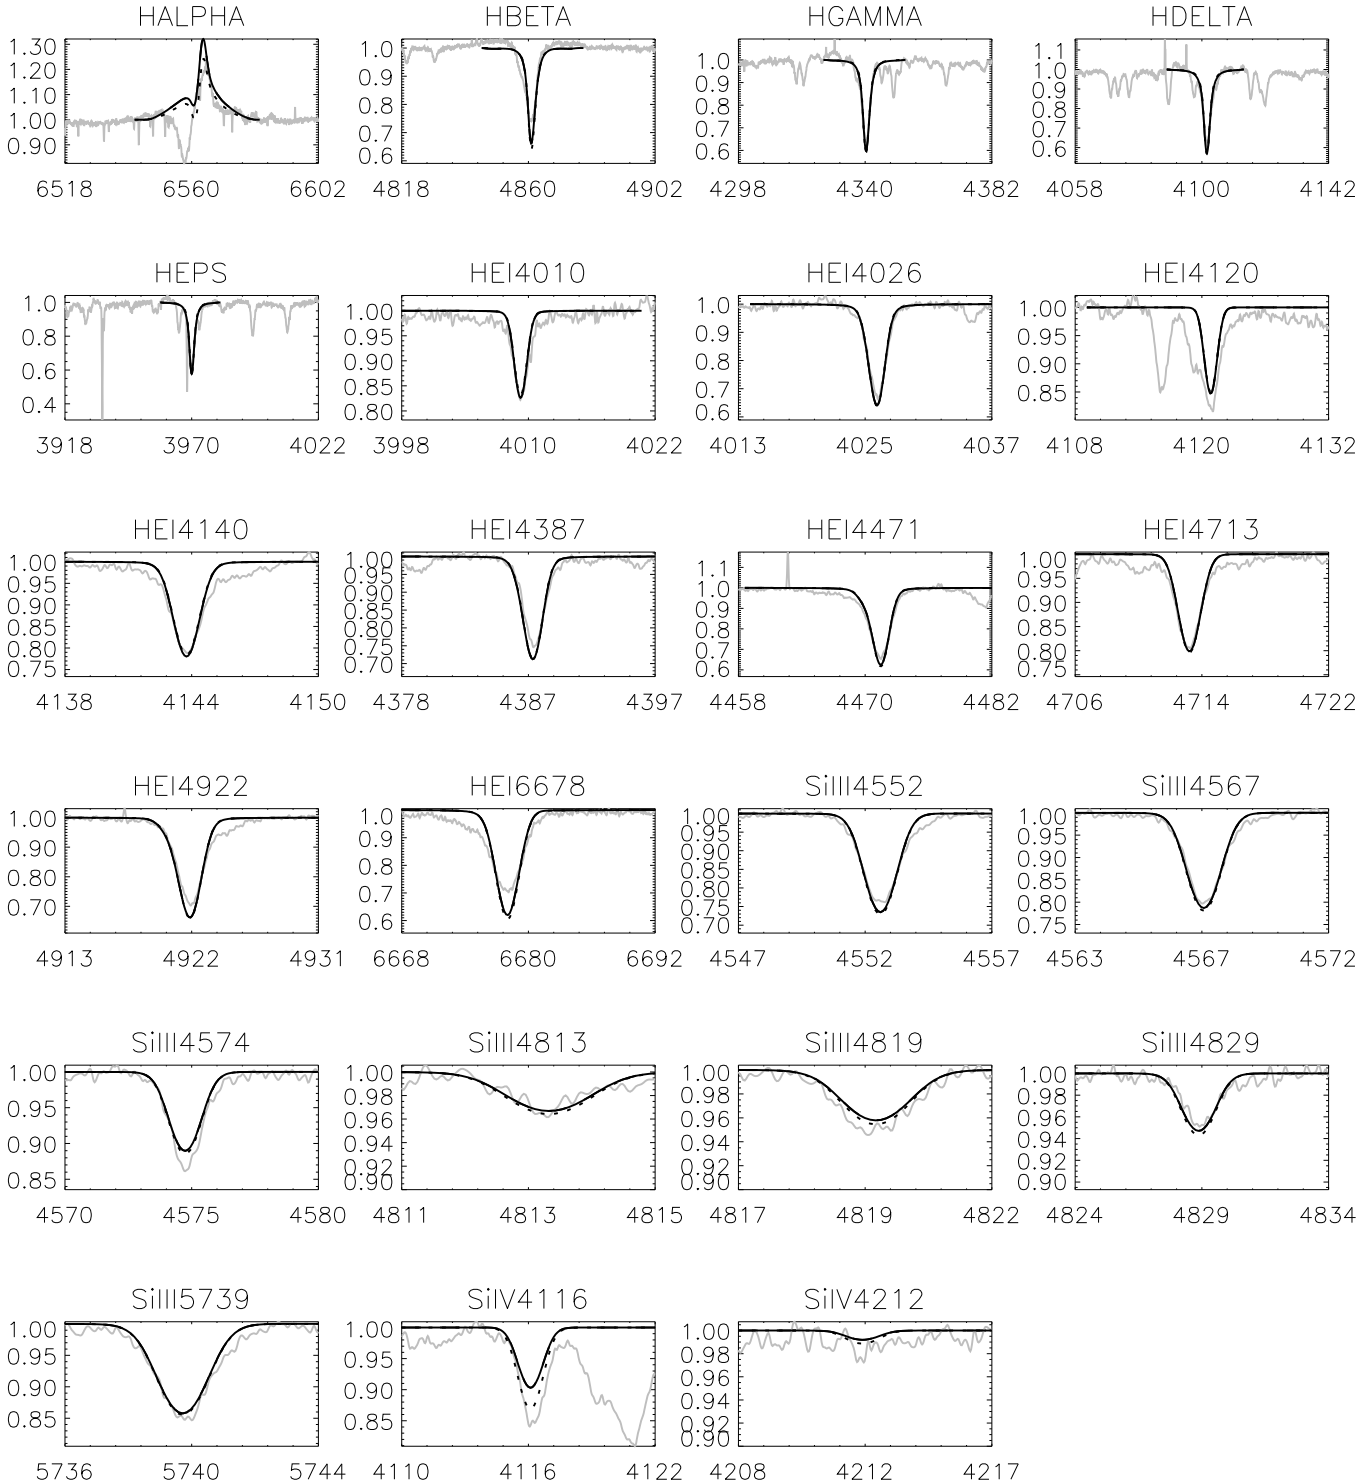 HALPHA HBETA HGAMMA HDELTA
1.30 1.0 1.0 1.1
1.20 0.9 0.9 1.0
1.10 0.8 0.8 0.9
1.00 0.7 0.7 0.8
0.90 0.6 0.6 0.7
0.6
6518 6560 6602 4818 4860 4902 4298 4340 4382 4058 4100 4142
HEPS HEI4010 HEI4026 HEI4120
1.0 1.00 1.0 1.00
0.8 0.95 0.9 0.95
0.6 0.90 0.8 0.90
0.4 0.85 0.7 0.85
0.80 0.6
3918 3970 4022 3998 4010 4022 4013 4025 4037 4108 4120 4132
HEI4140 HEI4387 HEI4471 HEI4713
1.00 1.00 1.1 1.00
0.95 0.95 1.0 0.95
0.90 0.90 0.9 0.90
0.85 0.85 0.8 0.85
0.80 0.80 0.7 0.80
0.75 0.75 0.6 0.75
0.70
4138 4144 4150 4378 4387 4397 4458 4470 4482 4706 4714 4722
HEI4922 HEI6678 SiIII4552 SiIII4567
1.00 1.0 1.00 1.00
0.90 0.9 0.95 0.95
0.80 0.8 0.90 0.90
0.70 0.7 0.85 0.85
0.6 0.80 0.80
0.75 0.75
0.70
4913 4922 4931 6668 6680 6692 4547 4552 4557 4563 4567 4572
SiIII4574 SiIII4813 SiIII4819 SiIII4829
1.00 1.00 1.00 1.00
0.95 0.98 0.98 0.98
0.90 0.96 0.96 0.96
0.85 0.94 0.94 0.94
0.92 0.92 0.92
0.90 0.90 0.90
4570 4575 4580 4811 4813 4815 4817 4819 4822 4824 4829 4834
SiIII5739 SiIV4116 SiIV4212
1.00 1.00 1.00
0.95 0.95 0.98
0.90 0.90 0.96
0.85 0.85 0.94
0.92
0.90
5736 5740 5744 4110 4116 4122 4208 4212 4217